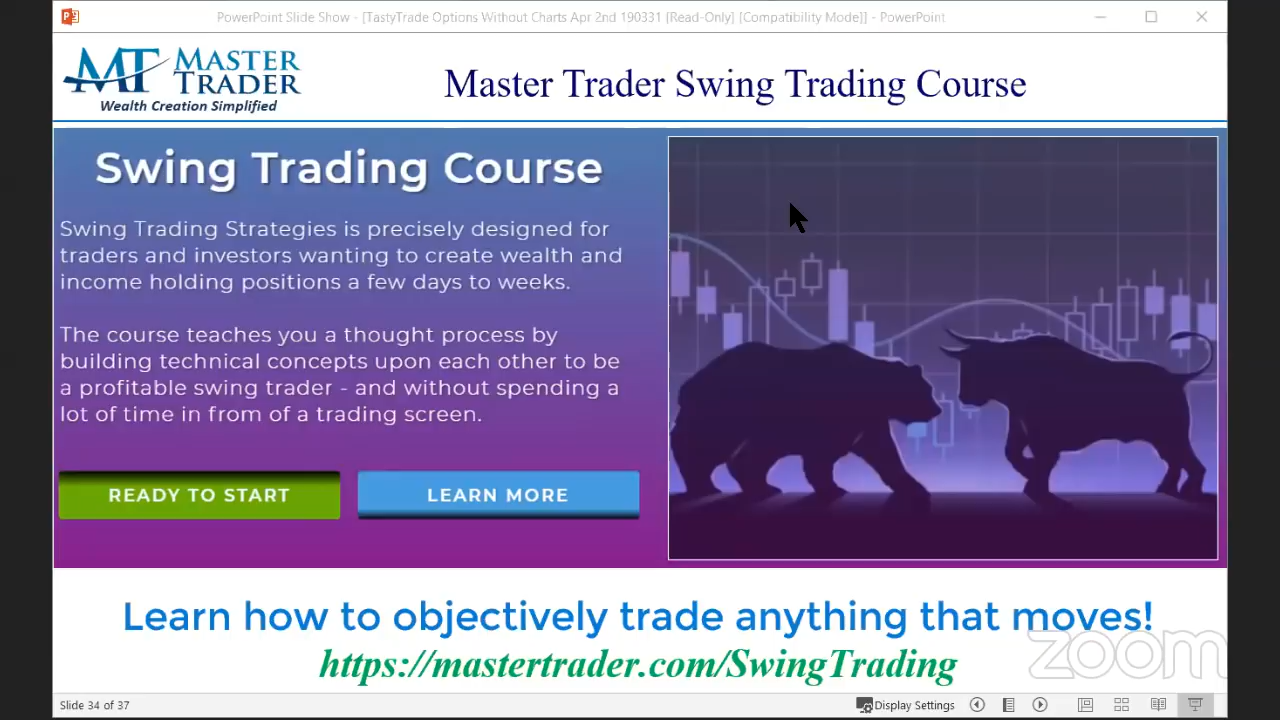 PowerPoint Slide Show - [TastyTrade Options Without Charts Apr 2nd 190331 [Read-Only] [Compatibility Mode]] - PowerPoint
MT MASTER TRADER
Wealth Creation Simplified
Master Trader Swing Trading Course
Swing Trading Course
Swing Trading Strategies is precisely designed for
traders and investors wanting to create wealth and
income holding positions a few days to weeks.
The course teaches you a thought process by
building technical concepts upon each other to be
a profitable swing trader - and without spending a
lot of time in from of a trading screen.
READY TO START
LEARN MORE
Learn how to objectively trade anything that moves!
https://mastertrader.com/SwingTrading
zoom
Slide 34 of 37
Display Settings